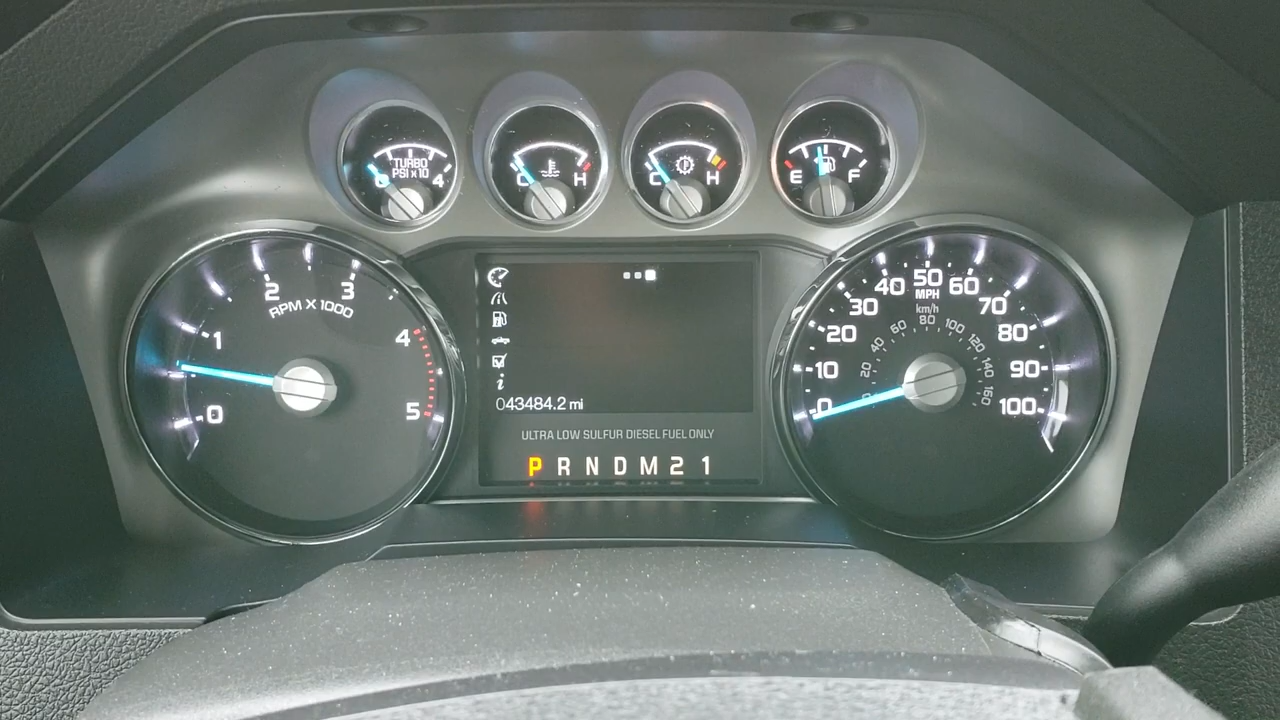 TURBO
PSI x 10
0 4
C H
C H
E F
0 1 2 3 4 5
RPM X 1000
043484.2 mi
ULTRA LOW SULFUR DIESEL FUEL ONLY
P R N D M 2 1
0 10 20 30 40 50 60 70 80 90 100
MPH
km/h
20 40 60 80 100 120 140 160